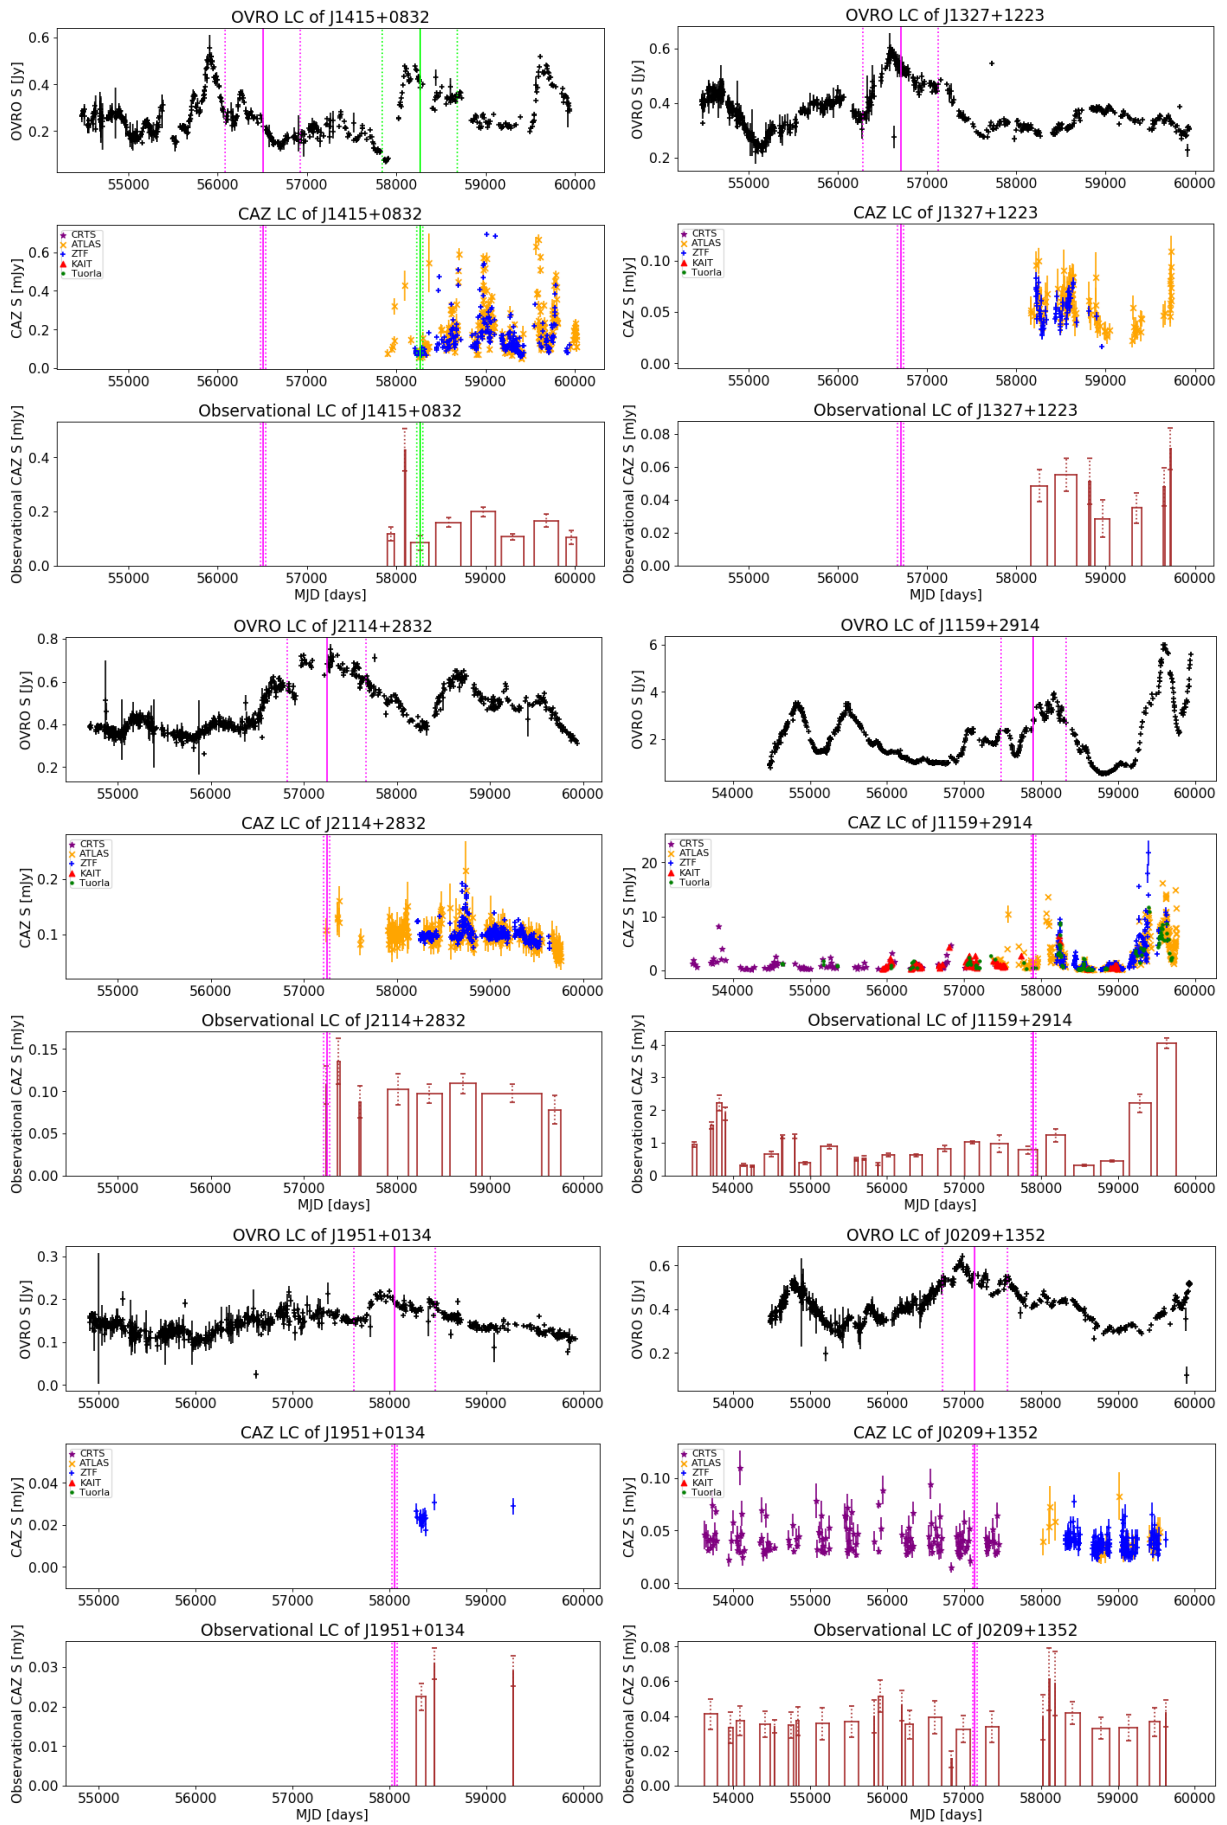 OVRO LC of J1415+0832
OVRO S [Jy]
0.6
0.4
0.2
55000 56000 57000 58000 59000 60000
CAZ LC of J1415+0832
CAZ S [mJy]
0.6
0.4
0.2
0.0
CRTS
ATLAS
ZTF
KAIT
Tuorla
55000 56000 57000 58000 59000 60000
Observational LC of J1415+0832
Observational CAZ S [mJy]
0.4
0.2
0.0
55000 56000 57000 58000 59000 60000
MJD [days]
OVRO LC of J1327+1223
OVRO S [Jy]
0.6
0.4
0.2
55000 56000 57000 58000 59000 60000
CAZ LC of J1327+1223
CAZ S [mJy]
0.10
0.05
0.00
CRTS
ATLAS
ZTF
KAIT
Tuorla
55000 56000 57000 58000 59000 60000
Observational LC of J1327+1223
Observational CAZ S [mJy]
0.08
0.06
0.04
0.02
0.00
55000 56000 57000 58000 59000 60000
MJD [days]
OVRO LC of J2114+2832
OVRO S [Jy]
0.8
0.6
0.4
0.2
55000 56000 57000 58000 59000 60000
CAZ LC of J2114+2832
CAZ S [mJy]
0.2
0.1
CRTS
ATLAS
ZTF
KAIT
Tuorla
55000 56000 57000 58000 59000 60000
Observational LC of J2114+2832
Observational CAZ S [mJy]
0.15
0.10
0.05
0.00
55000 56000 57000 58000 59000 60000
MJD [days]
OVRO LC of J1159+2914
OVRO S [Jy]
6
4
2
54000 55000 56000 57000 58000 59000 60000
CAZ LC of J1159+2914
CAZ S [mJy]
20
10
0
CRTS
ATLAS
ZTF
KAIT
Tuorla
54000 55000 56000 57000 58000 59000 60000
Observational LC of J1159+2914
Observational CAZ S [mJy]
4
3
2
1
0
54000 55000 56000 57000 58000 59000 60000
MJD [days]
OVRO LC of J1951+0134
OVRO S [Jy]
0.3
0.2
0.1
0.0
55000 56000 57000 58000 59000 60000
CAZ LC of J1951+0134
CAZ S [mJy]
0.04
0.02
0.00
CRTS
ATLAS
ZTF
KAIT
Tuorla
55000 56000 57000 58000 59000 60000
Observational LC of J1951+0134
Observational CAZ S [mJy]
0.03
0.02
0.01
0.00
55000 56000 57000 58000 59000 60000
MJD [days]
OVRO LC of J0209+1352
OVRO S [Jy]
0.6
0.4
0.2
54000 55000 56000 57000 58000 59000 60000
CAZ LC of J0209+1352
CAZ S [mJy]
0.10
0.05
0.00
CRTS
ATLAS
ZTF
KAIT
Tuorla
54000 55000 56000 57000 58000 59000 60000
Observational LC of J0209+1352
Observational CAZ S [mJy]
0.08
0.06
0.04
0.02
0.00
54000 55000 56000 57000 58000 59000 60000
MJD [days]